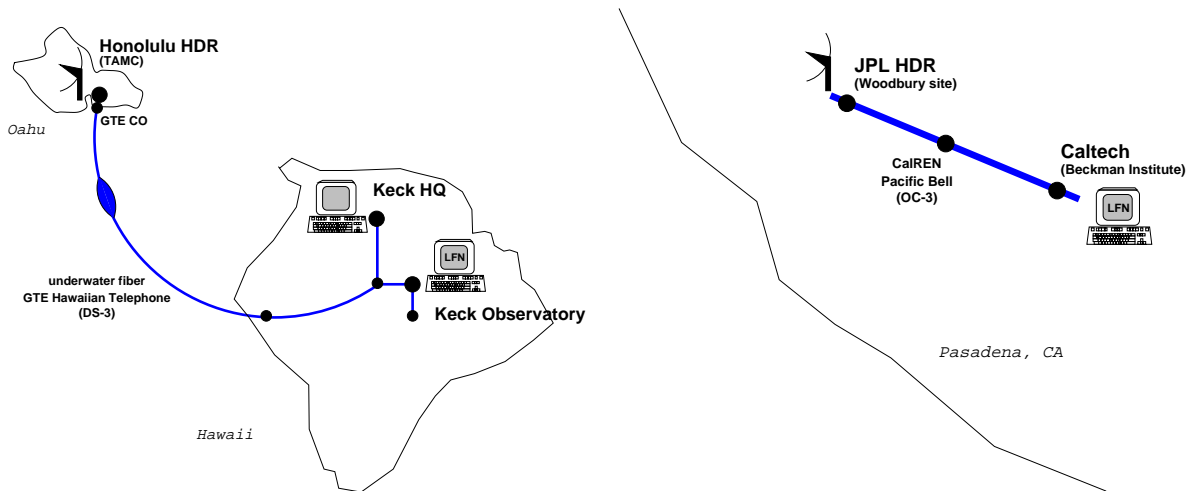 Honolulu HDR
(TAMC)
GTE CO
Oahu
Keck HQ
LFN
underwater fiber
GTE Hawaiian Telephone
(DS-3)
Keck Observatory
Hawaii
JPL HDR
(Woodbury site)
CalREN
Pacific Bell
(OC-3)
Caltech
(Beckman Institute)
LFN
Pasadena, CA